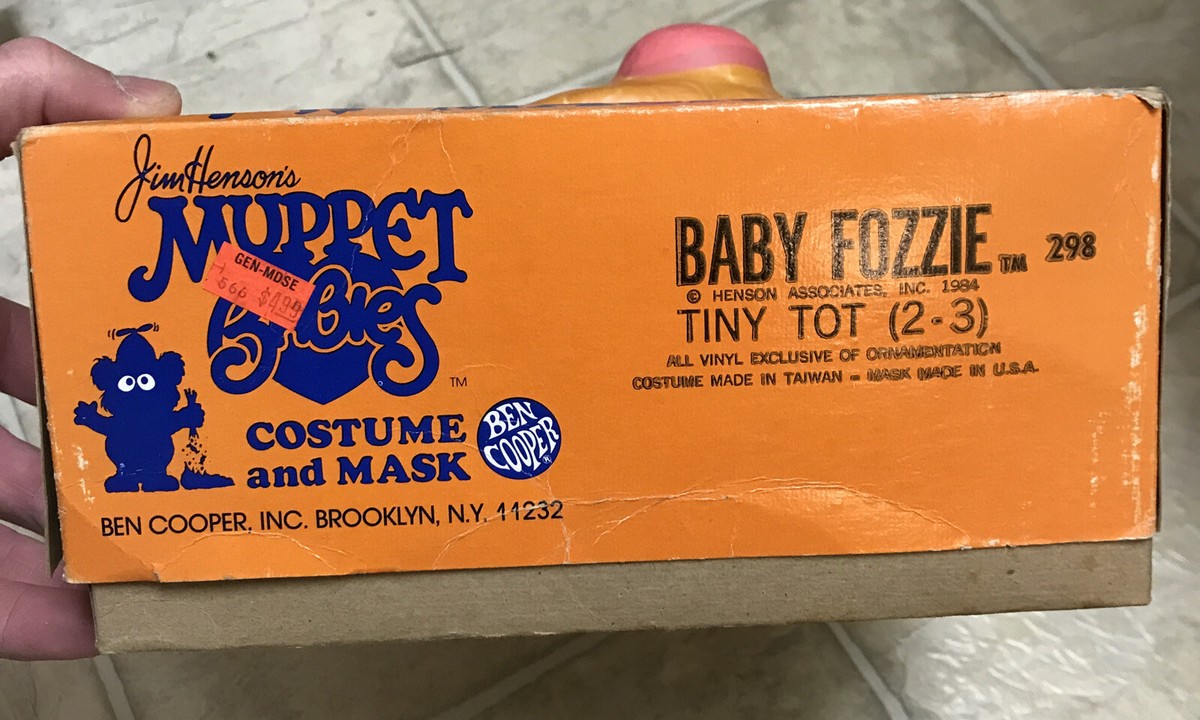 Jim Henson's
MUPPET
BaBies
TM
GEN-MDSE
$4.99
COSTUME
and MASK
BEN
COOPER
®
BEN COOPER, INC. BROOKLYN, N.Y. 11232
BABY FOZZIE TM 298
© HENSON ASSOCIATES, INC. 1984
TINY TOT (2-3)
ALL VINYL EXCLUSIVE OF ORNAMENTATION
COSTUME MADE IN TAIWAN - MASK MADE IN U.S.A.